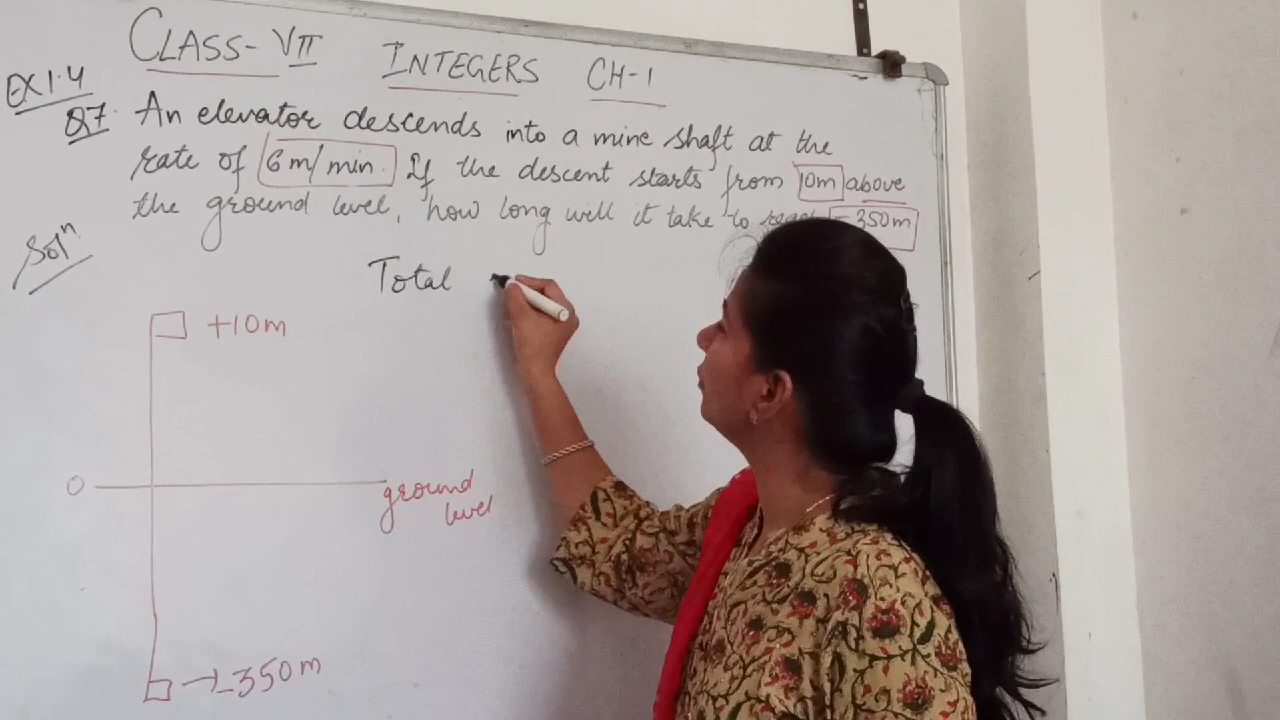 CLASS-VII INTEGERS CH-1
EX 1.4
Q7. An elevator descends into a mine shaft at the
rate of 6 m/min. If the descent starts from 10m above
the ground level, how long well it take to -350m
Solⁿ
Total
+10m
0
ground
level
→-350m